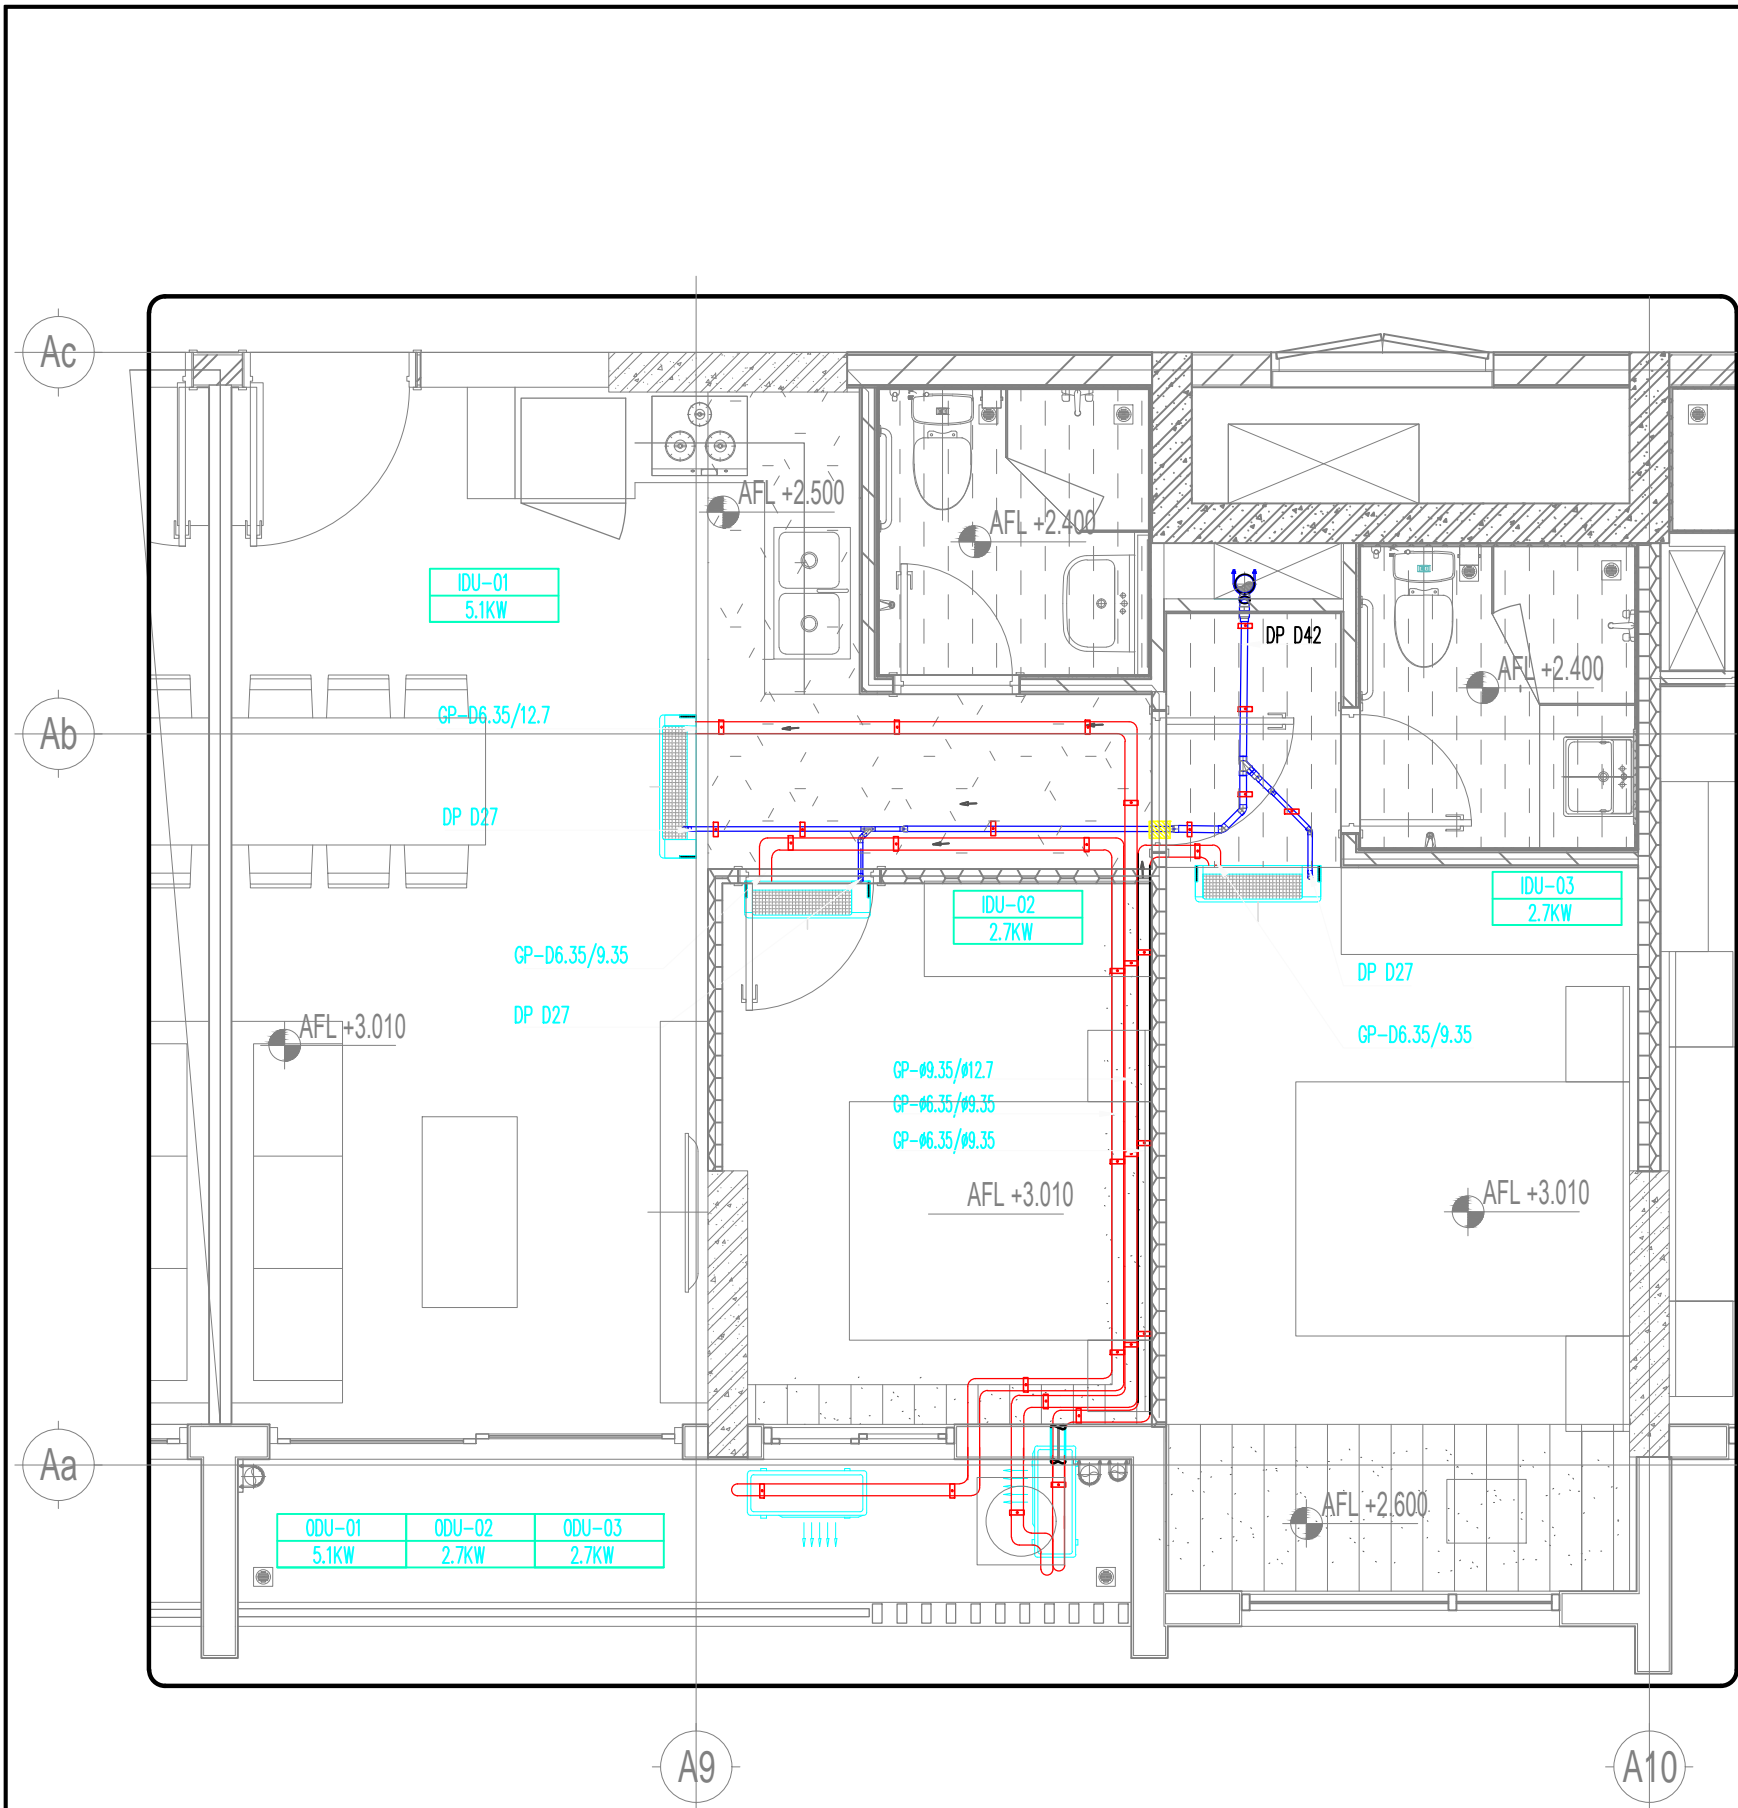 Ac
AFL +2.500
AFL +2.400
IDU-01
5.1KW
DP D42
AFL +2.400
GP-D6.35/12.7
Ab
DP D27
IDU-02
2.7KW
IDU-03
2.7KW
GP-D6.35/9.35
DP D27
DP D27
AFL +3.010
GP-D6.35/9.35
GP-ø9.35/ø12.7
GP-ø6.35/ø9.35
GP-ø6.35/ø9.35
AFL +3.010
AFL +3.010
Aa
AFL +2.600
ODU-01 ODU-02 ODU-03
5.1KW 2.7KW 2.7KW
A9
A10